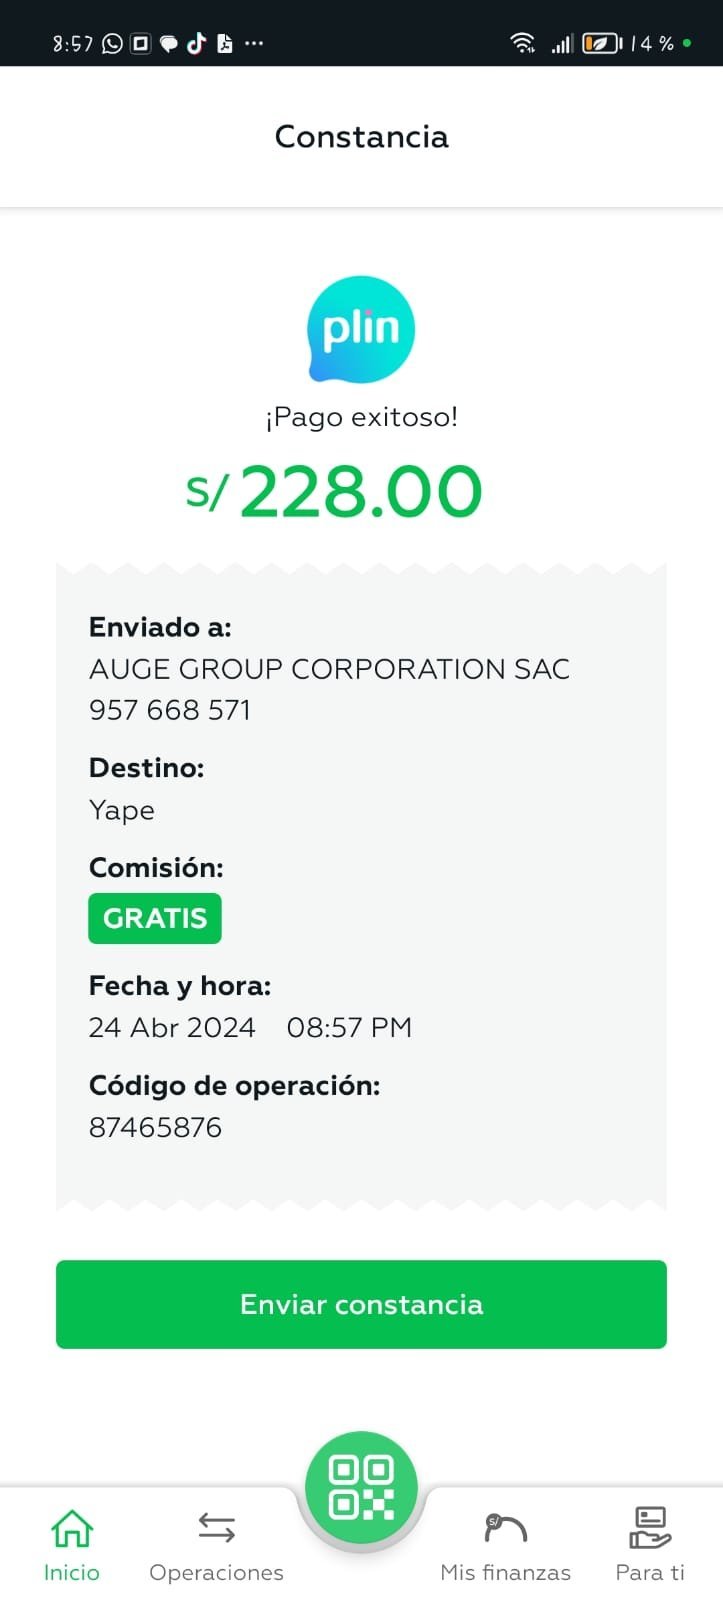 8:57 14 %
Constancia
plin
¡Pago exitoso!
S/ 228.00
Enviado a:
AUGE GROUP CORPORATION SAC
957 668 571
Destino:
Yape
Comisión:
GRATIS
Fecha y hora:
24 Abr 2024 08:57 PM
Código de operación:
87465876
Enviar constancia
S/
Inicio Operaciones Mis finanzas Para ti